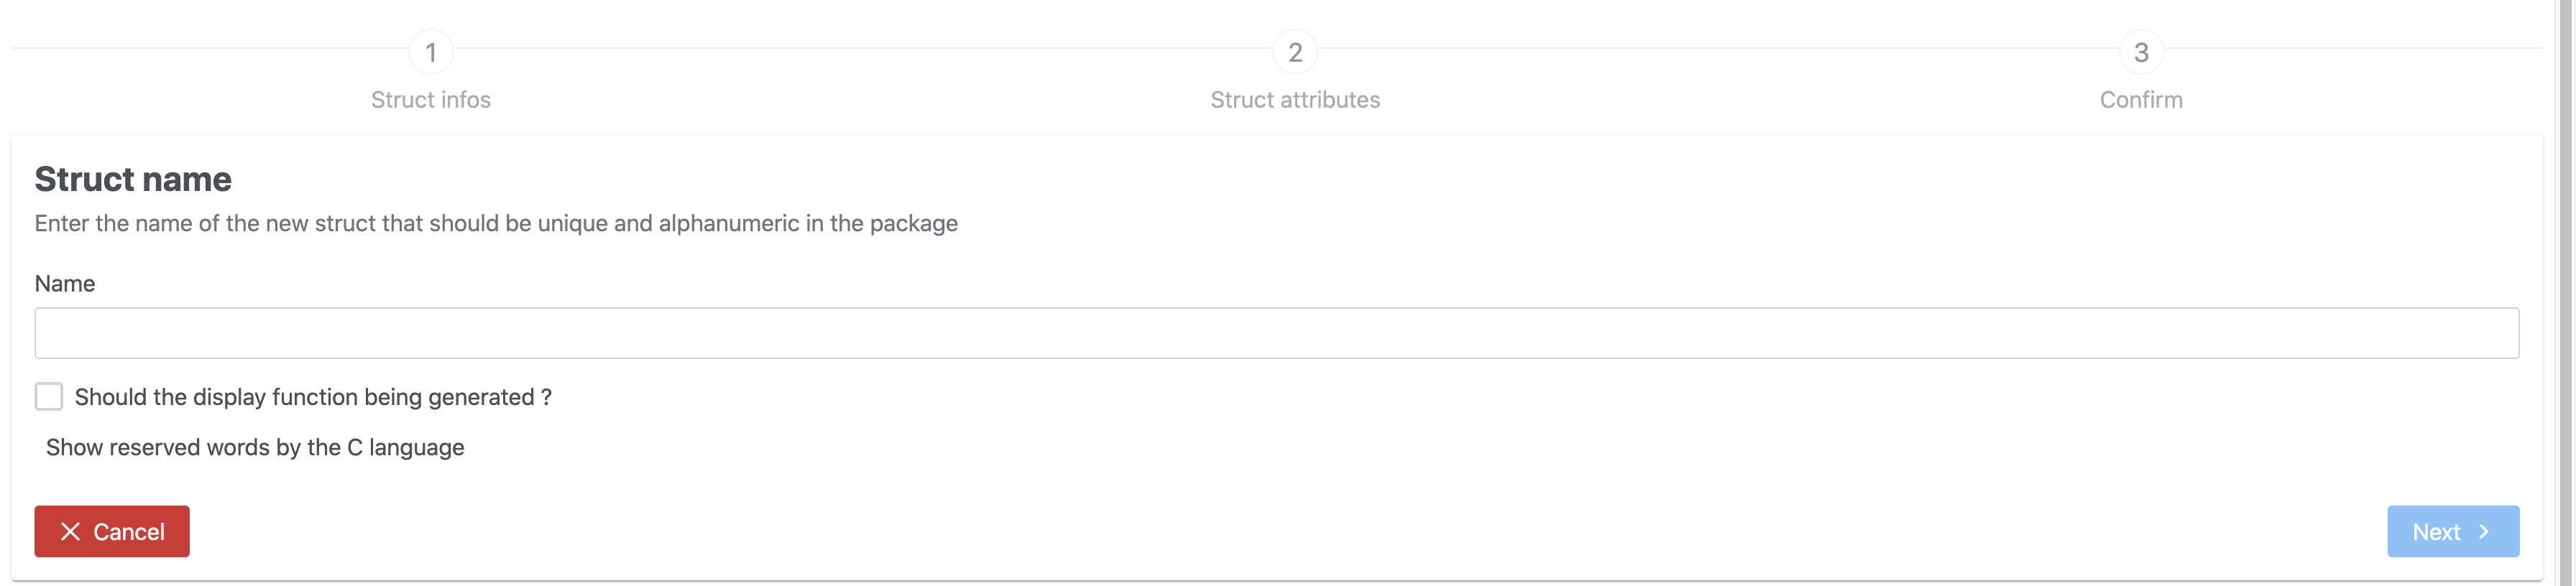 1
2
3
Struct infos
Struct attributes
Confirm
Struct name
Enter the name of the new struct that should be unique and alphanumeric in the package
Name
Should the display function being generated ?
Show reserved words by the C language
Cancel
Next